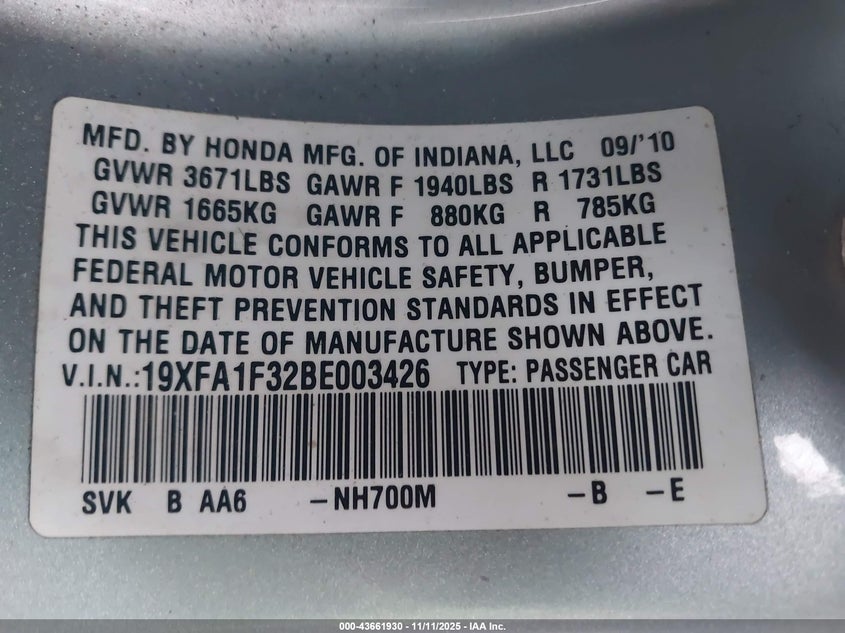 MFD. BY HONDA MFG. OF INDIANA, LLC 09/'10
GVWR 3671LBS GAWR F 1940LBS R 1731LBS
GVWR 1665KG GAWR F 880KG R 785KG
THIS VEHICLE CONFORMS TO ALL APPLICABLE
FEDERAL MOTOR VEHICLE SAFETY, BUMPER,
AND THEFT PREVENTION STANDARDS IN EFFECT
ON THE DATE OF MANUFACTURE SHOWN ABOVE.
V.I.N.:19XFA1F32BE003426 TYPE: PASSENGER CAR
SVK B AA6 -NH700M -B -E
000-43661930 - 11/11/2025 - IAA Inc.